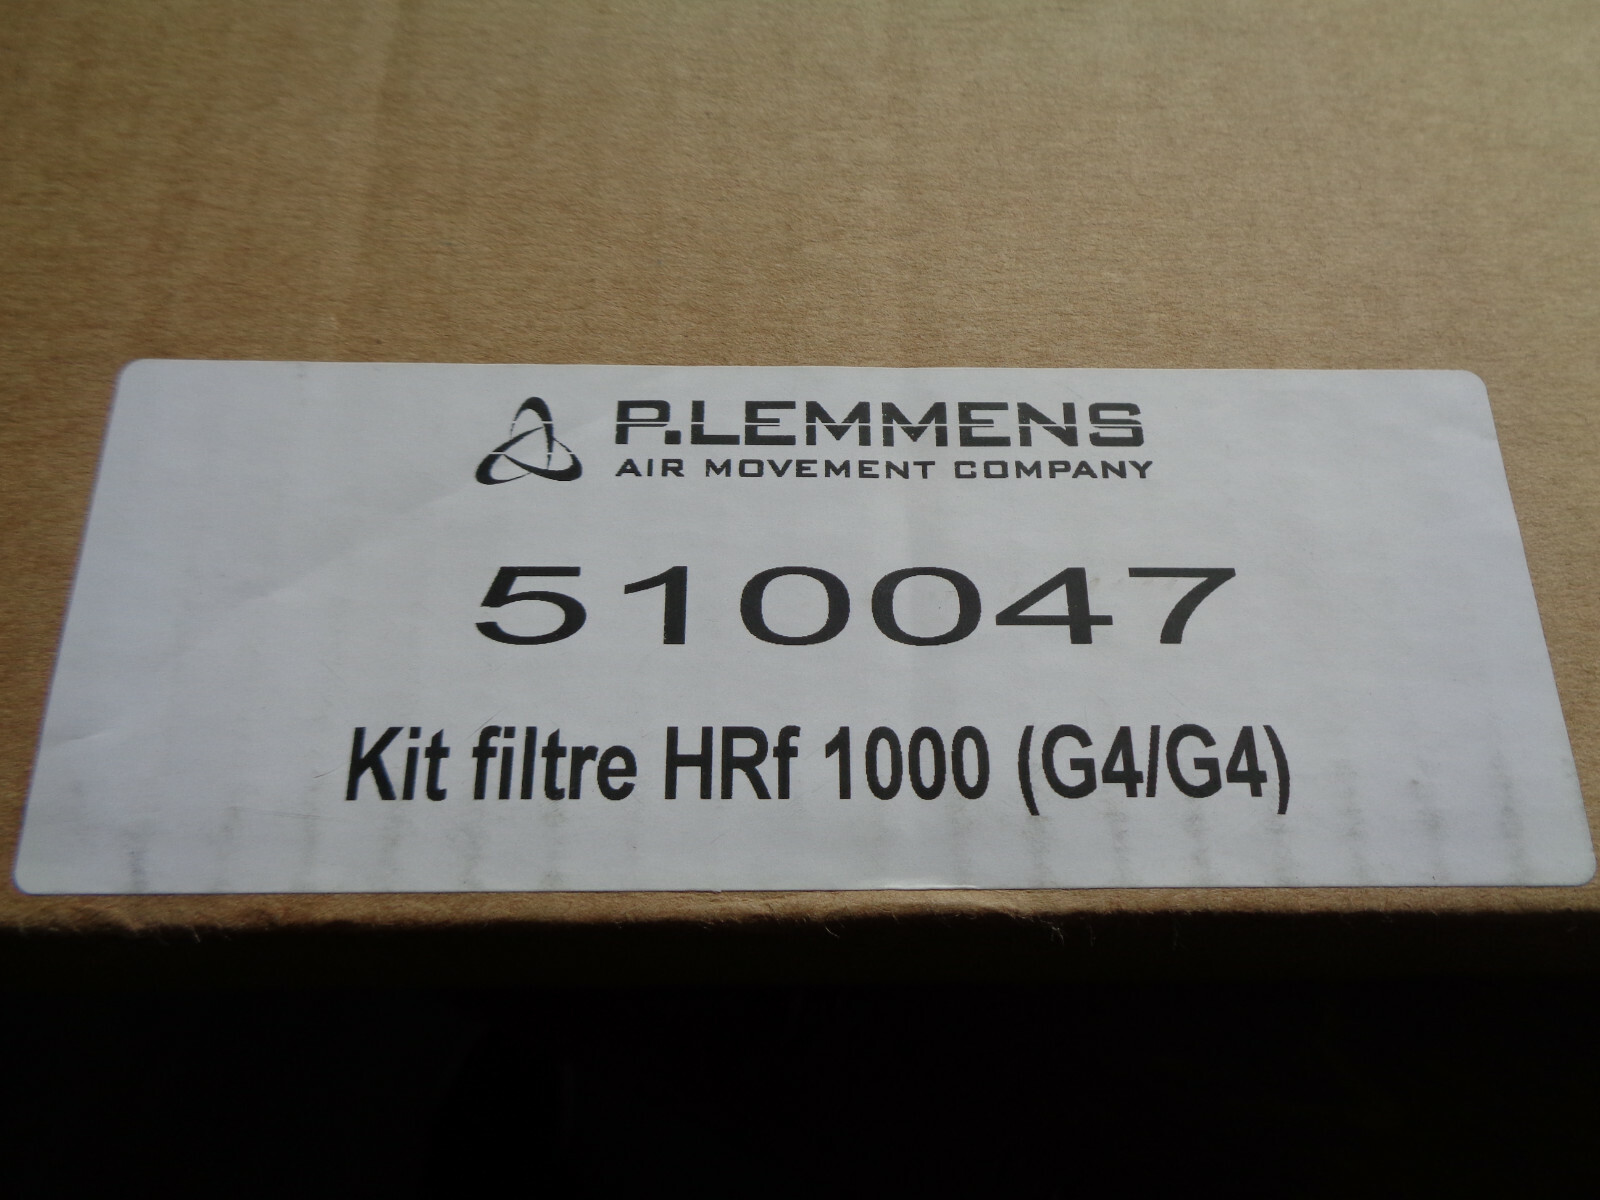 P.LEMMENS
AIR MOVEMENT COMPANY
510047
Kit filtre HRf 1000 (G4/G4)